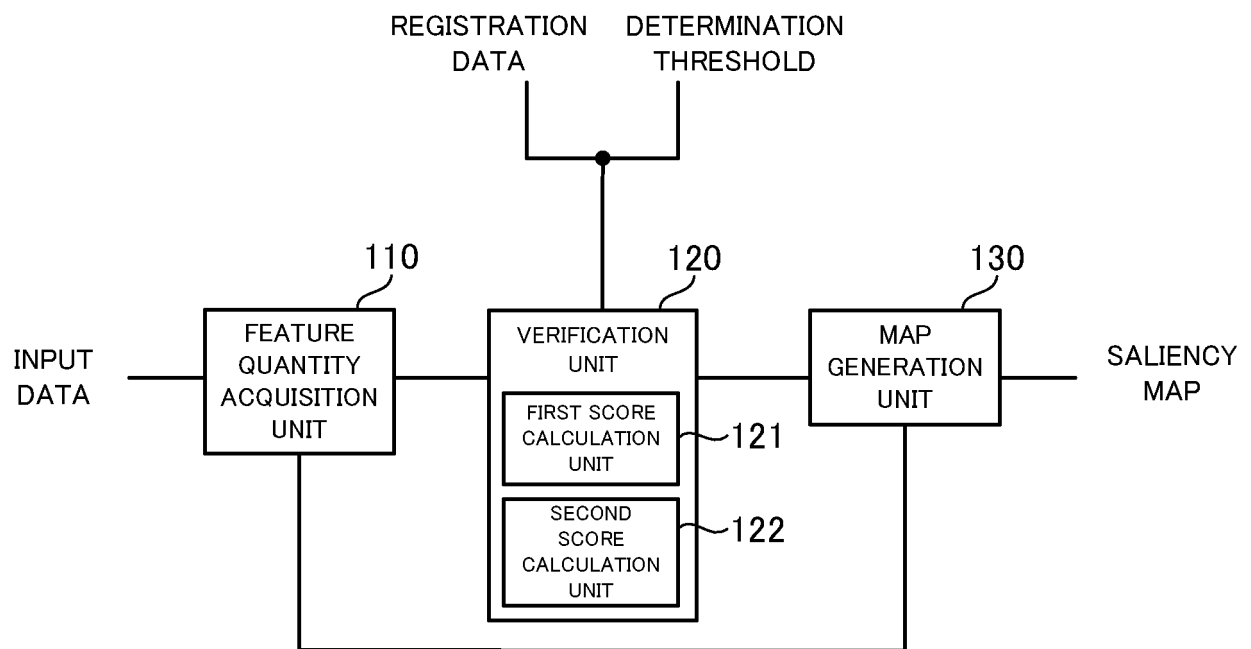 REGISTRATION
DATA
DETERMINATION
THRESHOLD
110
120
130
INPUT
DATA
FEATURE
QUANTITY
ACQUISITION
UNIT
VERIFICATION
UNIT
FIRST SCORE
CALCULATION
UNIT
121
SECOND
SCORE
CALCULATION
UNIT
122
MAP
GENERATION
UNIT
SALIENCY
MAP